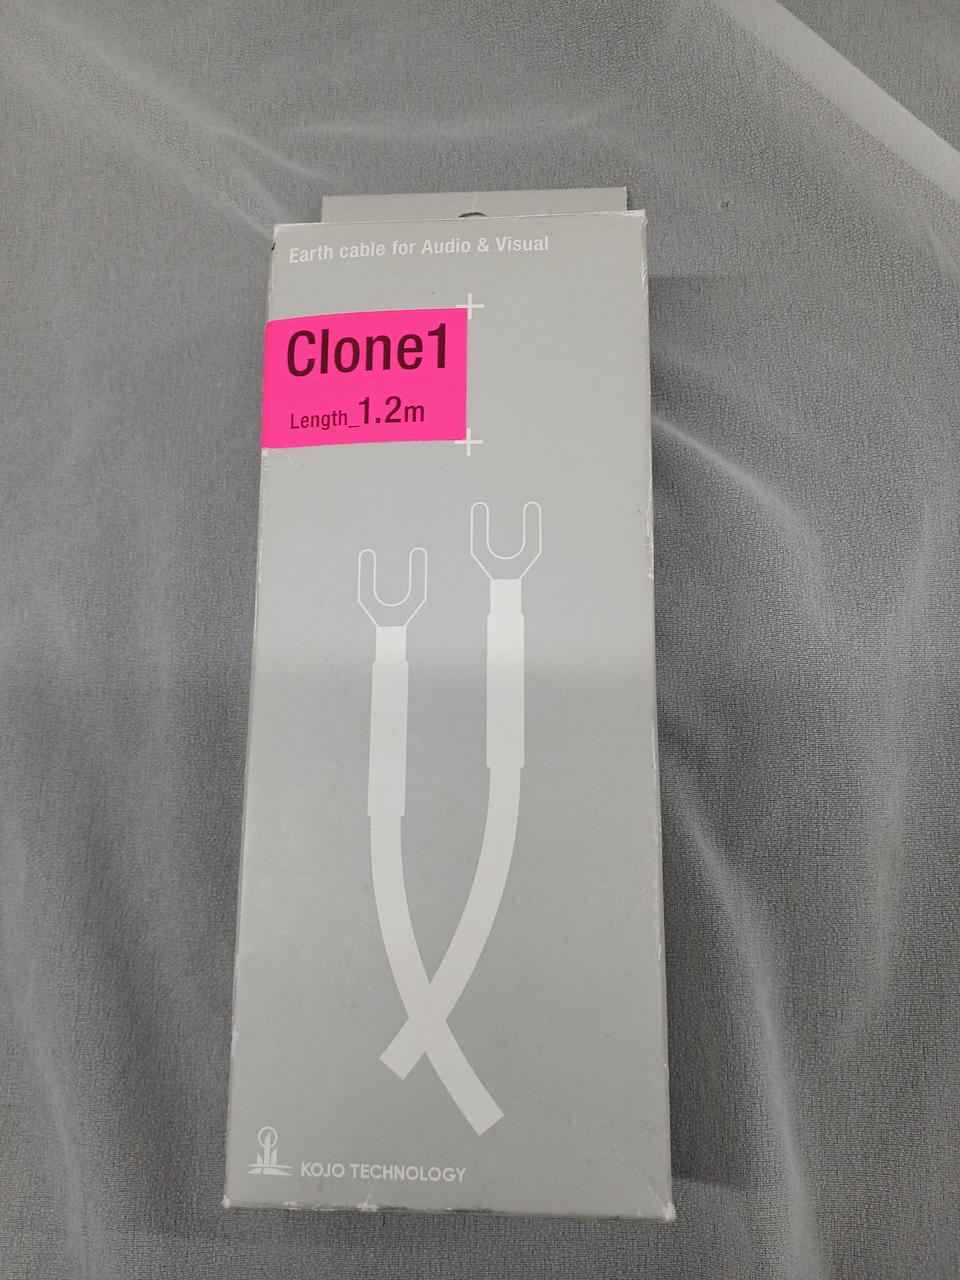 Earth cable for Audio & Visual
Clone1
Length_1.2m
KOJO TECHNOLOGY